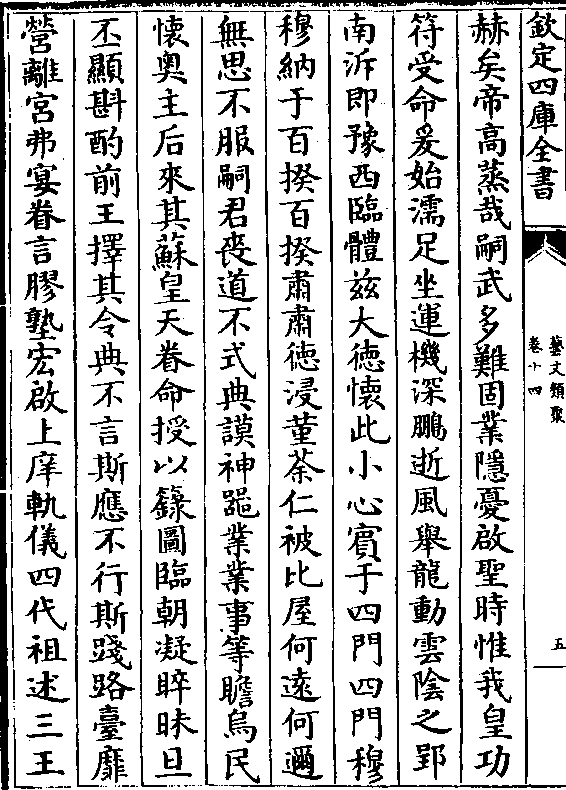 欽定四庫全書
藝文類聚
卷十四
五
赫矣帝高蒸哉嗣武多難固業隱憂啟聖時惟我皇功
符受命爰始濡足坐運機深鵬逝風舉龍動雲陰之郢
南泝即豫西臨體兹大徳懷此小心賓于四門四門穆
穆納于百揆百揆肅肅徳浸堇荼仁被比屋何逺何邇
無思不服嗣君喪道不式典謨神器業業事等瞻烏民
懷奥主后來其蘇皇天眷命授以籙圖臨朝凝睟昧旦
丕顯斟酌前王擇其令典不言斯應不行斯踐路臺靡
營離宫弗宴眷言膠塾宏啟上庠軌儀四代祖述三王